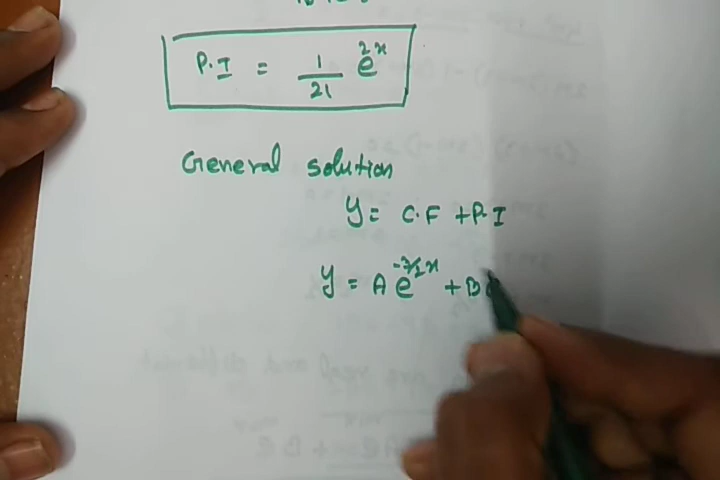 P.I = 1/21 e^2x
General solution
y = C.F + P.I
y = A e^-3/2x + B